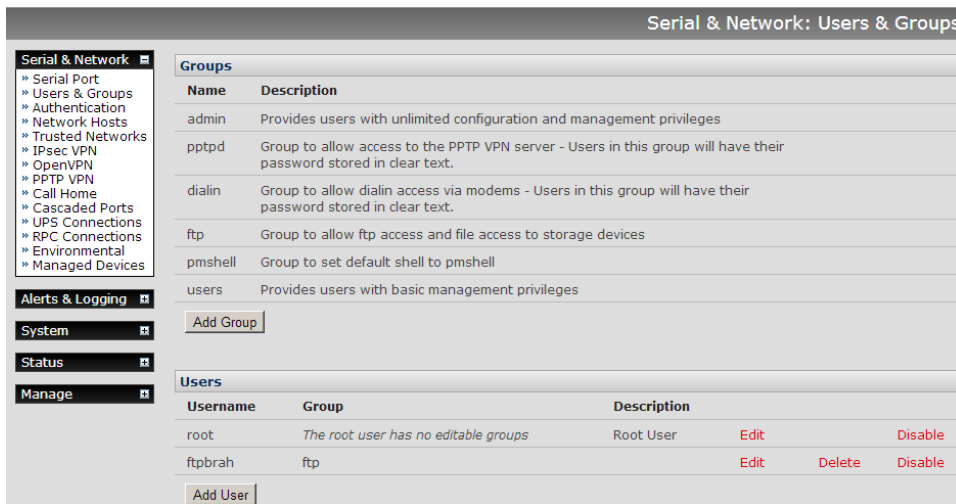 Serial & Network: Users & Groups
Serial & Network
» Serial Port
» Users & Groups
» Authentication
» Network Hosts
» Trusted Networks
» IPsec VPN
» OpenVPN
» PPTP VPN
» Call Home
» Cascaded Ports
» UPS Connections
» RPC Connections
» Environmental
» Managed Devices
Alerts & Logging
System
Status
Manage
Groups
Name Description
admin Provides users with unlimited configuration and management privileges
pptpd Group to allow access to the PPTP VPN server - Users in this group will have their
password stored in clear text.
dialin Group to allow dialin access via modems - Users in this group will have their
password stored in clear text.
ftp Group to allow ftp access and file access to storage devices
pmshell Group to set default shell to pmshell
users Provides users with basic management privileges
Add Group
Users
Username Group Description
root The root user has no editable groups Root User Edit Disable
ftpbrah ftp Edit Delete Disable
Add User